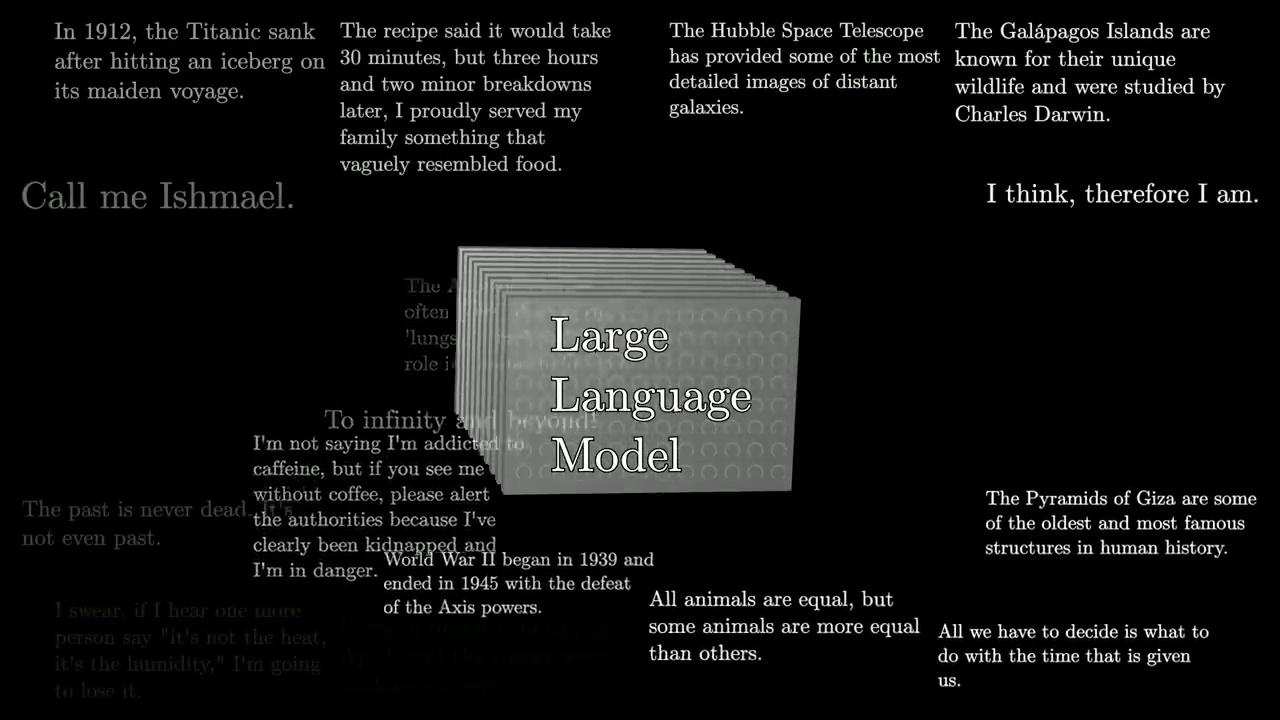 In 1912, the Titanic sank
after hitting an iceberg on
its maiden voyage.
The recipe said it would take
30 minutes, but three hours
and two minor breakdowns
later, I proudly served my
family something that
vaguely resembled food.
The Hubble Space Telescope
has provided some of the most
detailed images of distant
galaxies.
The Galápagos Islands are
known for their unique
wildlife and were studied by
Charles Darwin.
Call me Ishmael.
I think, therefore I am.
The
often
'lungs
role
Large
Language
Model
To infinity and beyond!
I'm not saying I'm addicted to
caffeine, but if you see me
without coffee, please alert
the authorities because I've
clearly been kidnapped and
I'm in danger.
The past is never dead. It's
not even past.
World War II began in 1939 and
ended in 1945 with the defeat
of the Axis powers.
The Pyramids of Giza are some
of the oldest and most famous
structures in human history.
I swear, if I hear one more
person say "it's not the heat,
it's the humidity," I'm going
to lose it.
All animals are equal, but
some animals are more equal
than others.
All we have to decide is what to
do with the time that is given
us.